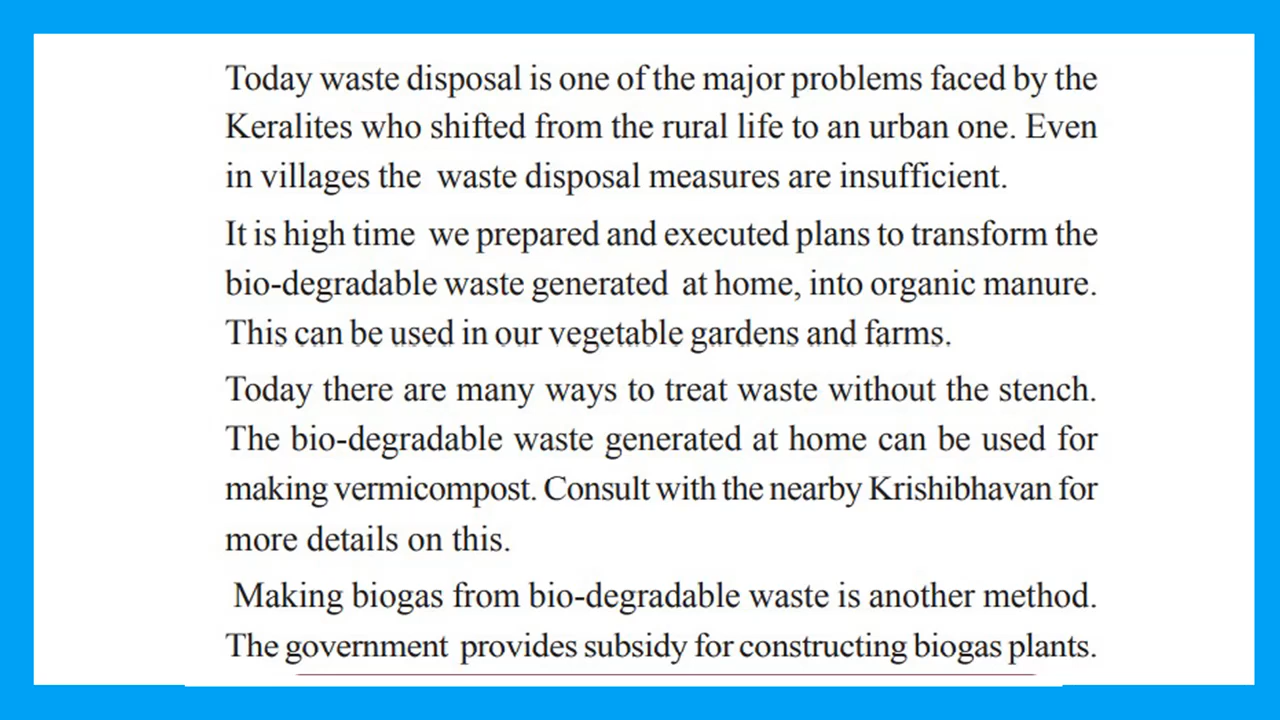 Today waste disposal is one of the major problems faced by the
Keralites who shifted from the rural life to an urban one. Even
in villages the waste disposal measures are insufficient.
It is high time we prepared and executed plans to transform the
bio-degradable waste generated at home, into organic manure.
This can be used in our vegetable gardens and farms.
Today there are many ways to treat waste without the stench.
The bio-degradable waste generated at home can be used for
making vermicompost. Consult with the nearby Krishibhavan for
more details on this.
Making biogas from bio-degradable waste is another method.
The government provides subsidy for constructing biogas plants.